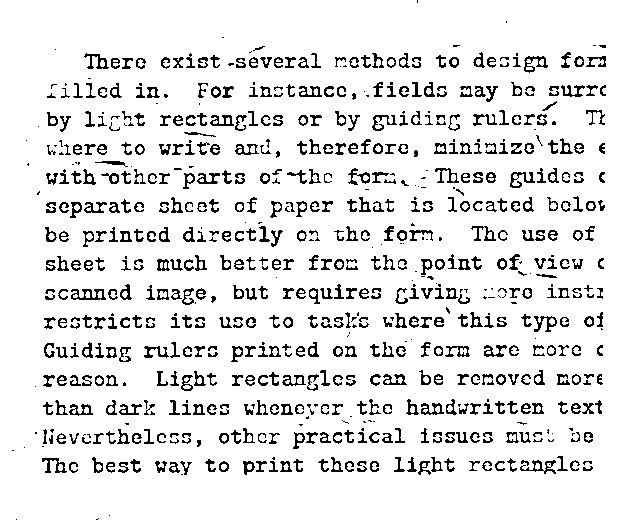 There exist several methods to design
filled in. For instance, fields may be
by light rectangles or by guiding rulers.
where to write and, therefore, minimize the
with other parts of the form. These guides
separate sheet of paper that is located
be printed directly on the form. The use of
sheet is much better from the point of view
scanned image, but requires giving more
restricts its use to tasks where this type of
Guiding rulers printed on the form are more
reason. Light rectangles can be removed more
than dark lines whenever the handwritten text
Nevertheless, other practical issues must be
The best way to print these light rectangles